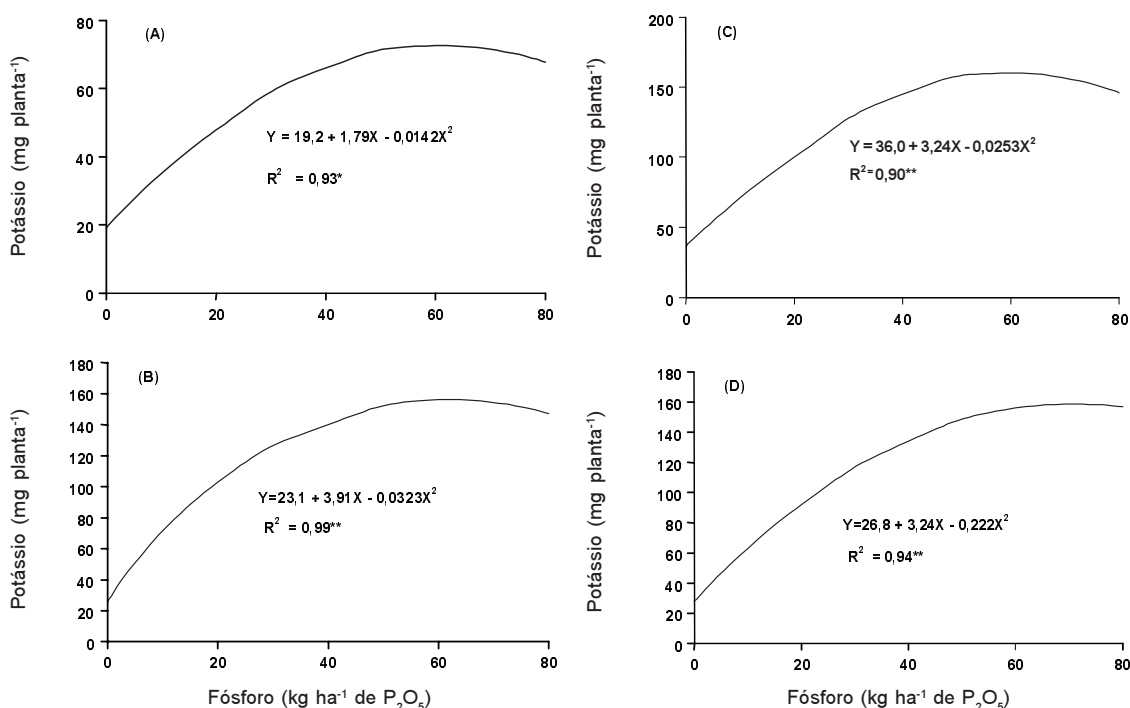 (A)
Potássio (mg planta⁻¹)
80
60
40
20
0
Y = 19,2 + 1,79X - 0,0142X²
R² = 0,93*
0 20 40 60 80
(C)
Potássio (mg planta⁻¹)
200
150
100
50
0
Y = 36,0 + 3,24X - 0,0253X²
R² = 0,90**
0 20 40 60 80
(B)
Potássio (mg planta⁻¹)
180
160
140
120
100
80
60
40
20
0
Y=23,1 + 3,91X - 0,0323X²
R² = 0,99**
0 20 40 60 80
Fósforo (kg ha⁻¹ de P₂O₅)
(D)
Potássio (mg planta⁻¹)
180
160
140
120
100
80
60
40
20
0
Y=26,8 + 3,24X - 0,222X²
R² = 0,94**
0 20 40 60 80
Fósforo (kg ha⁻¹ de P₂O₅)